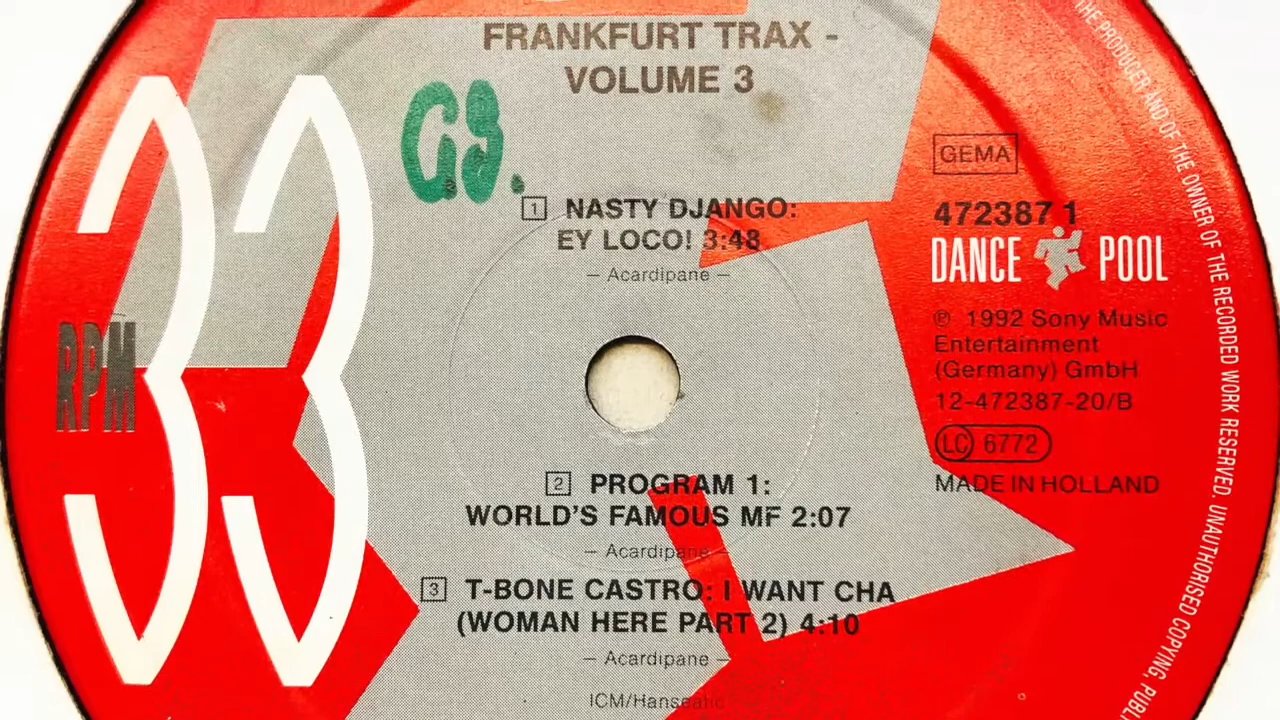 FRANKFURT TRAX -
VOLUME 3
33
RPM
G3.
1 NASTY DJANGO:
EY LOCO! 3:48
– Acardipane –
2 PROGRAM 1:
WORLD'S FAMOUS MF 2:07
– Acardipane –
3 T-BONE CASTRO: I WANT CHA
(WOMAN HERE PART 2) 4:10
– Acardipane –
ICM/Hanseatic
GEMA
472387 1
DANCE POOL
℗ 1992 Sony Music
Entertainment
(Germany) GmbH
12-472387-20/B
LC 6772
MADE IN HOLLAND
THE PRODUCER AND OF THE OWNER OF THE RECORDED WORK RESERVED. UNAUTHORISED COPYING, PUBL